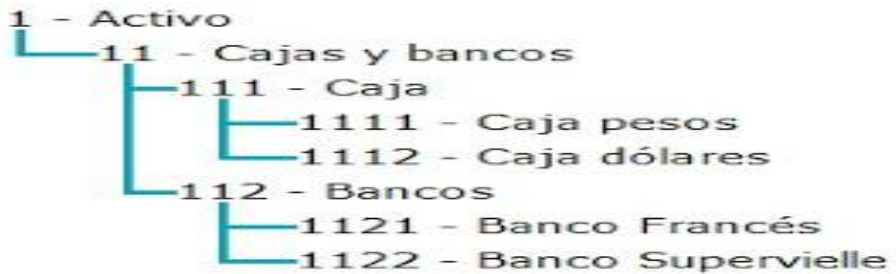 1 - Activo
11 - Cajas y bancos
111 - Caja
1111 - Caja pesos
1112 - Caja dólares
112 - Bancos
1121 - Banco Francés
1122 - Banco Supervielle